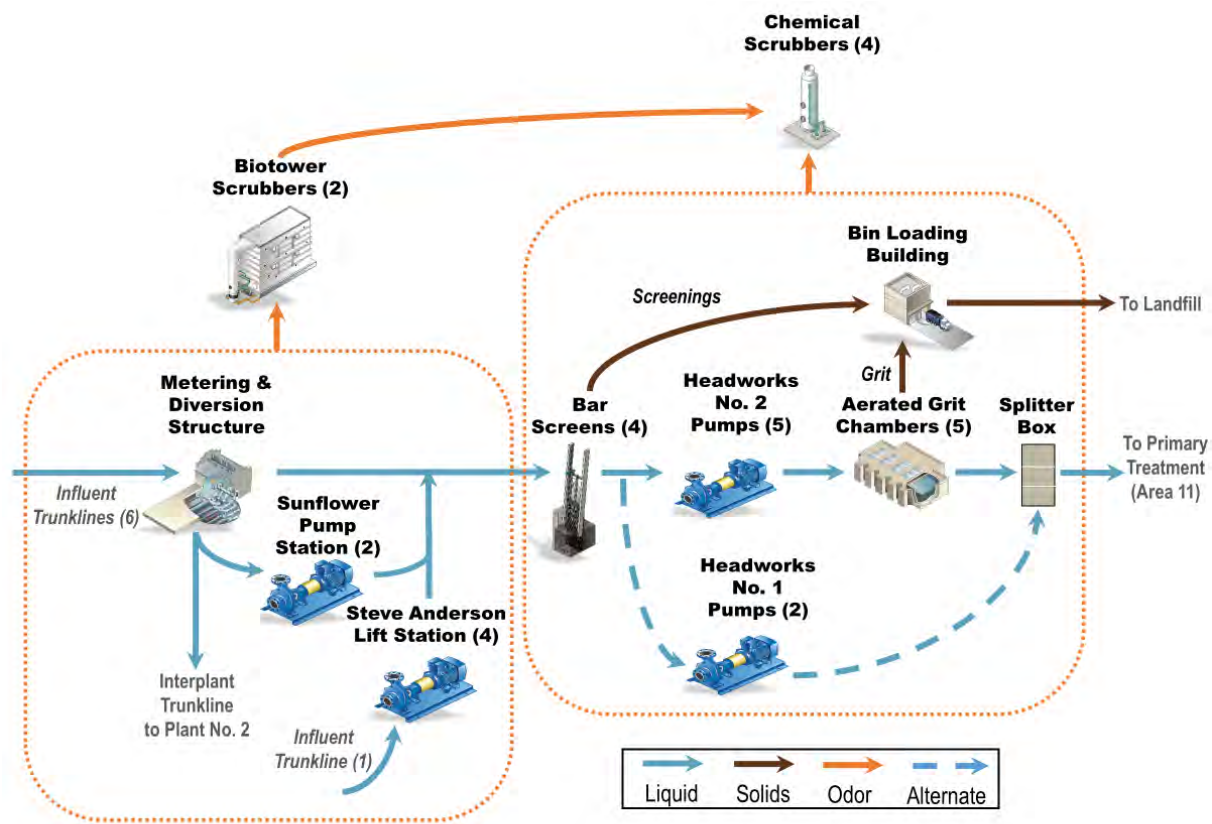 Chemical
Scrubbers (4)
Biotower
Scrubbers (2)
Bin Loading
Building
Screenings
To Landfill
Metering &
Diversion
Structure
Bar
Screens (4)
Headworks
No. 2
Pumps (5)
Grit
Aerated Grit
Chambers (5)
Splitter
Box
Influent
Trunklines (6)
To Primary
Treatment
(Area 11)
Sunflower
Pump
Station (2)
Headworks
No. 1
Pumps (2)
Steve Anderson
Lift Station (4)
Interplant
Trunkline
to Plant No. 2
Influent
Trunkline (1)
Liquid
Solids
Odor
Alternate